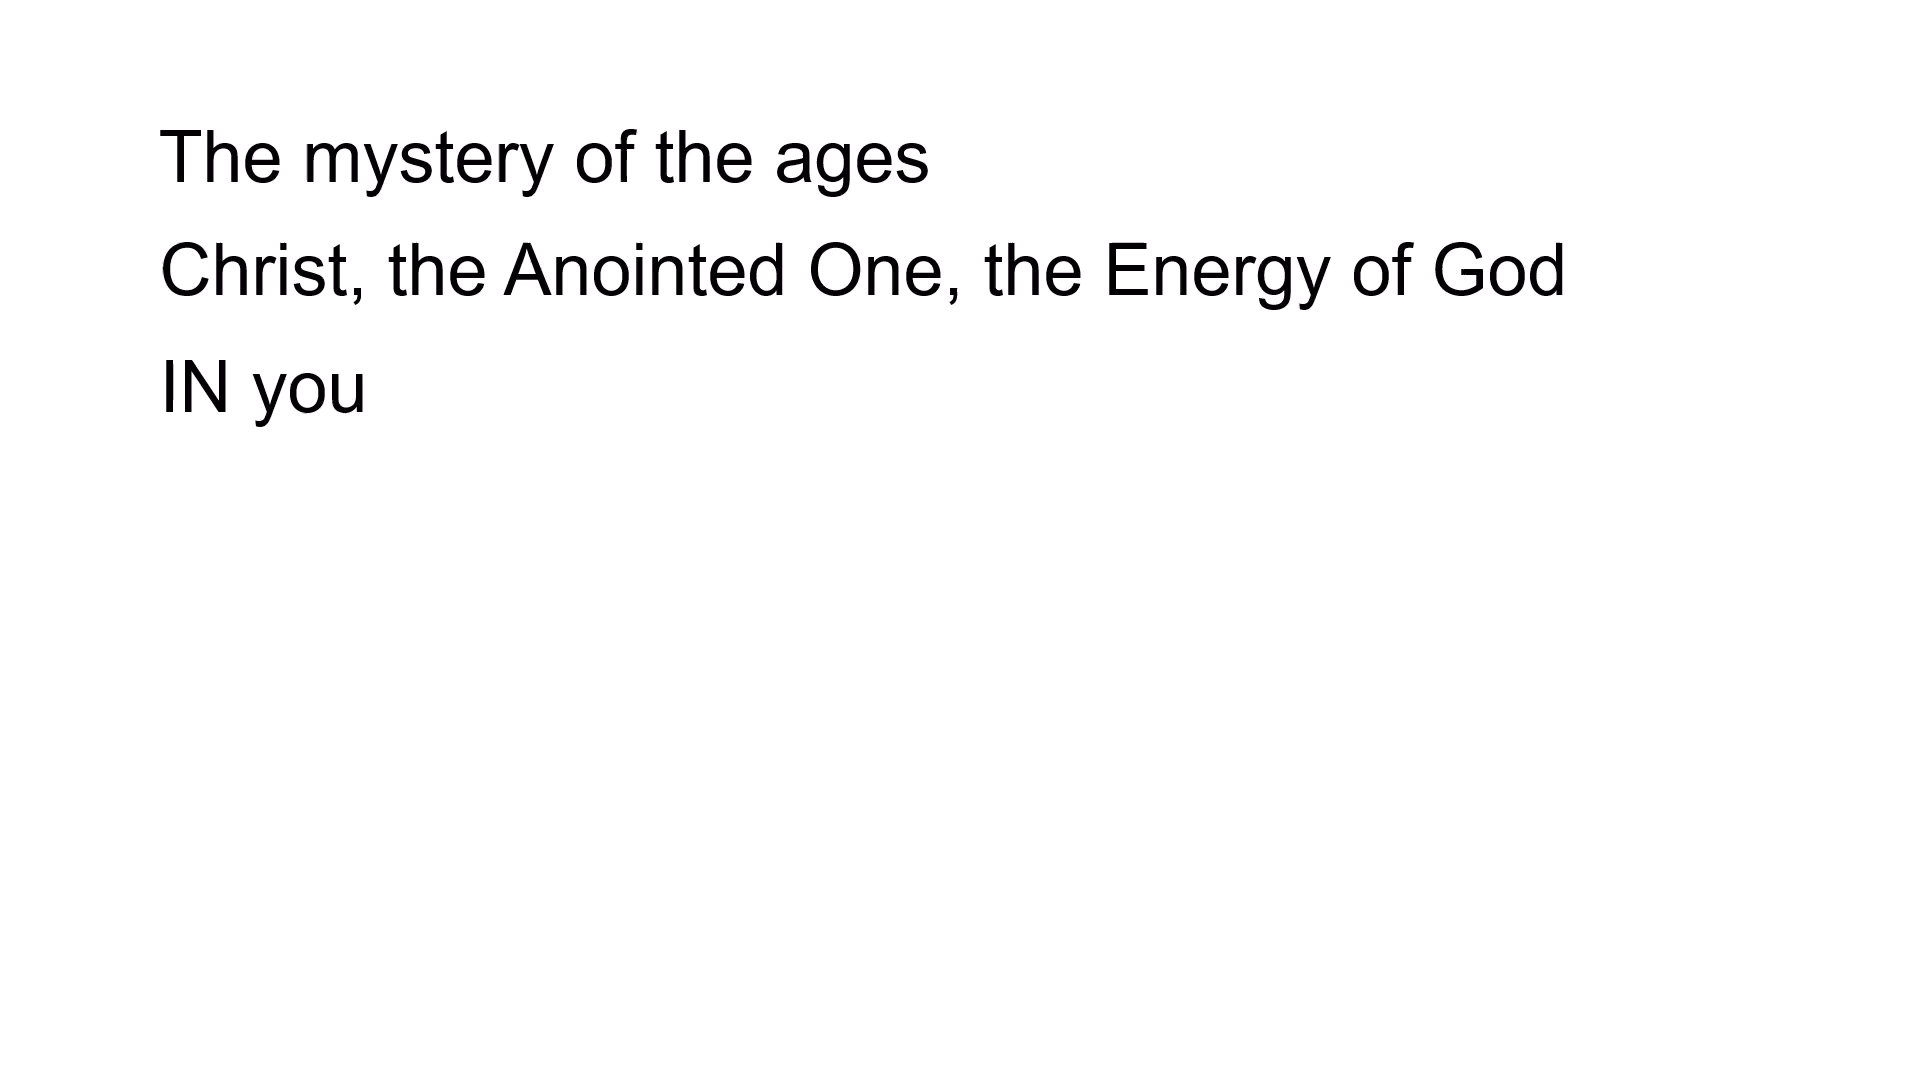 The mystery of the ages
Christ, the Anointed One, the Energy of God
IN you